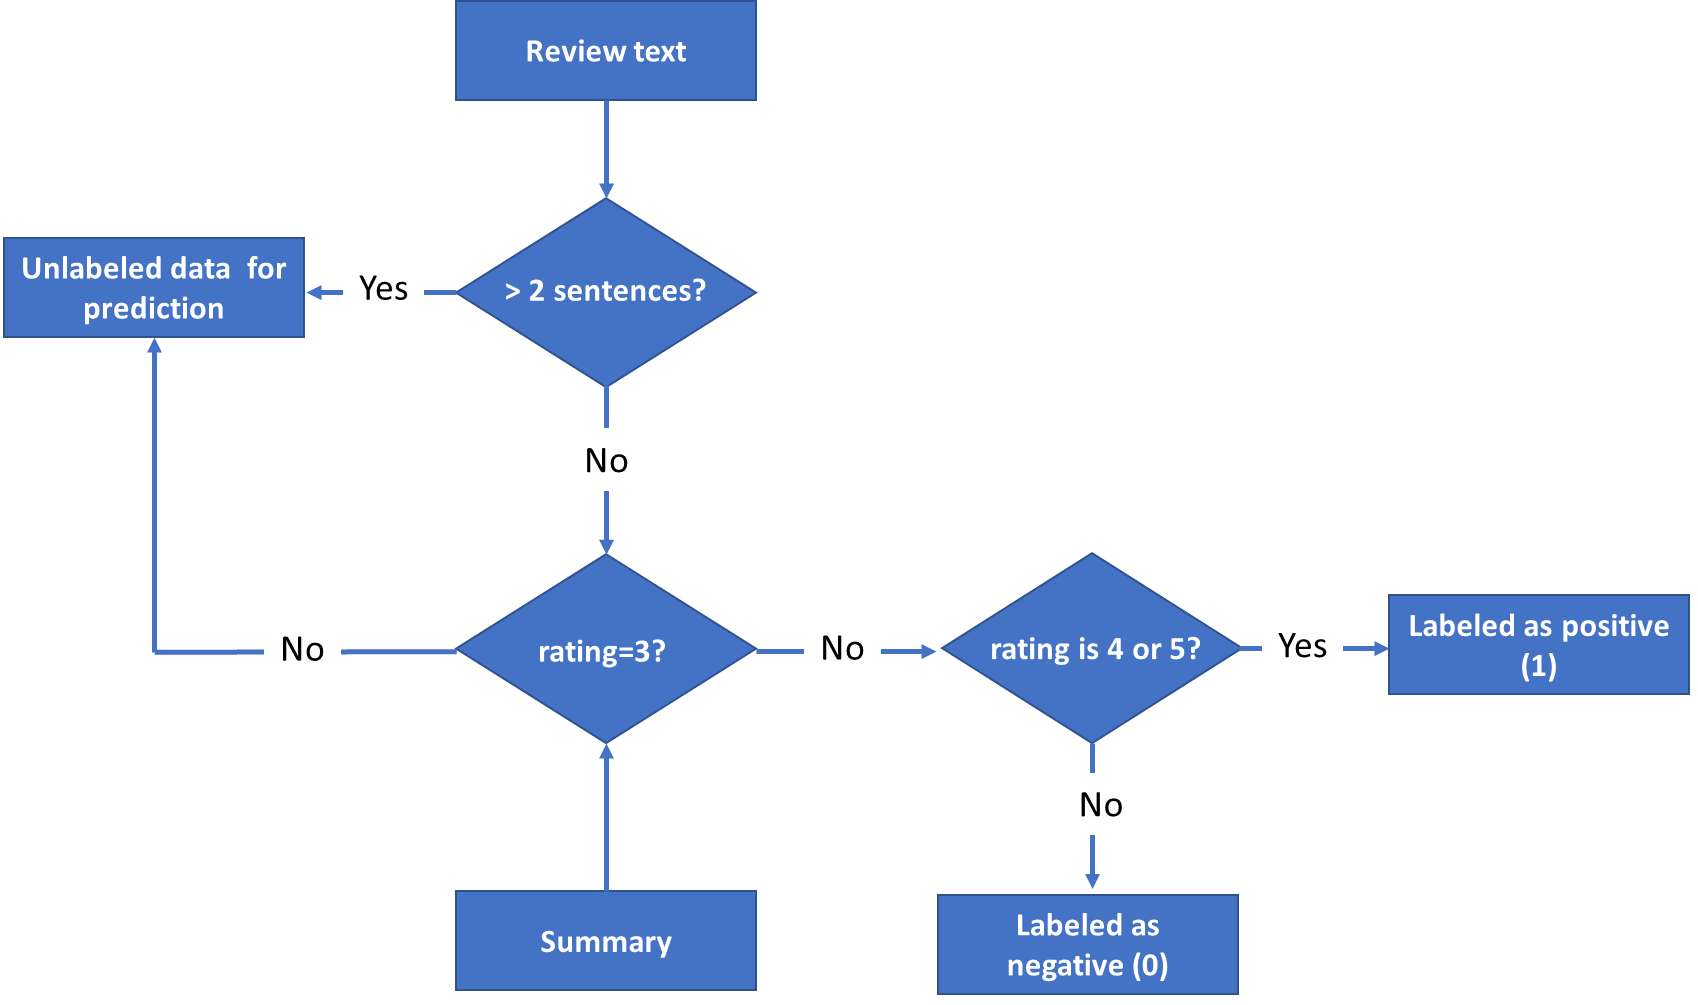 Review text
Unlabeled data for
prediction
Yes
> 2 sentences?
No
No
rating=3?
No
rating is 4 or 5?
Yes
Labeled as positive
(1)
No
Summary
Labeled as
negative (0)